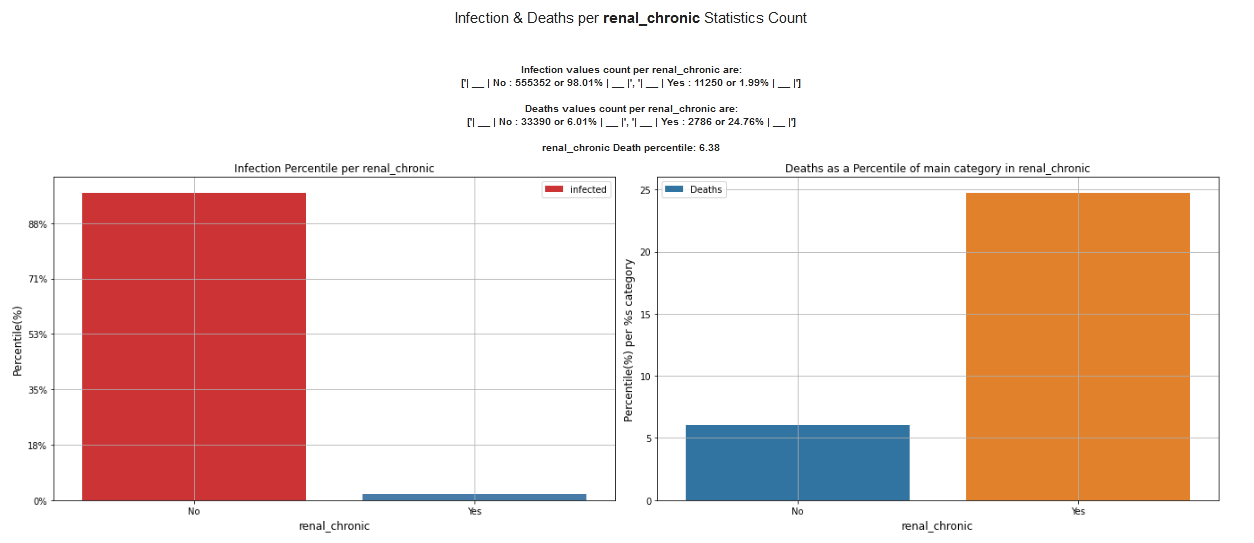 Infection & Deaths per renal_chronic Statistics Count
Infection values count per renal_chronic are:
['| __ | No : 555352 or 98.01% | __ |', '| __ | Yes : 11250 or 1.99% | __ |']
Deaths values count per renal_chronic are:
['| __ | No : 33390 or 6.01% | __ |', '| __ | Yes : 2786 or 24.76% | __ |']
renal_chronic Death percentile: 6.38
Infection Percentile per renal_chronic
infected
Percentile(%)
88%
71%
53%
35%
18%
0%
No
Yes
renal_chronic
Deaths as a Percentile of main category in renal_chronic
Deaths
Percentile(%) per %s category
25
20
15
10
5
0
No
Yes
renal_chronic